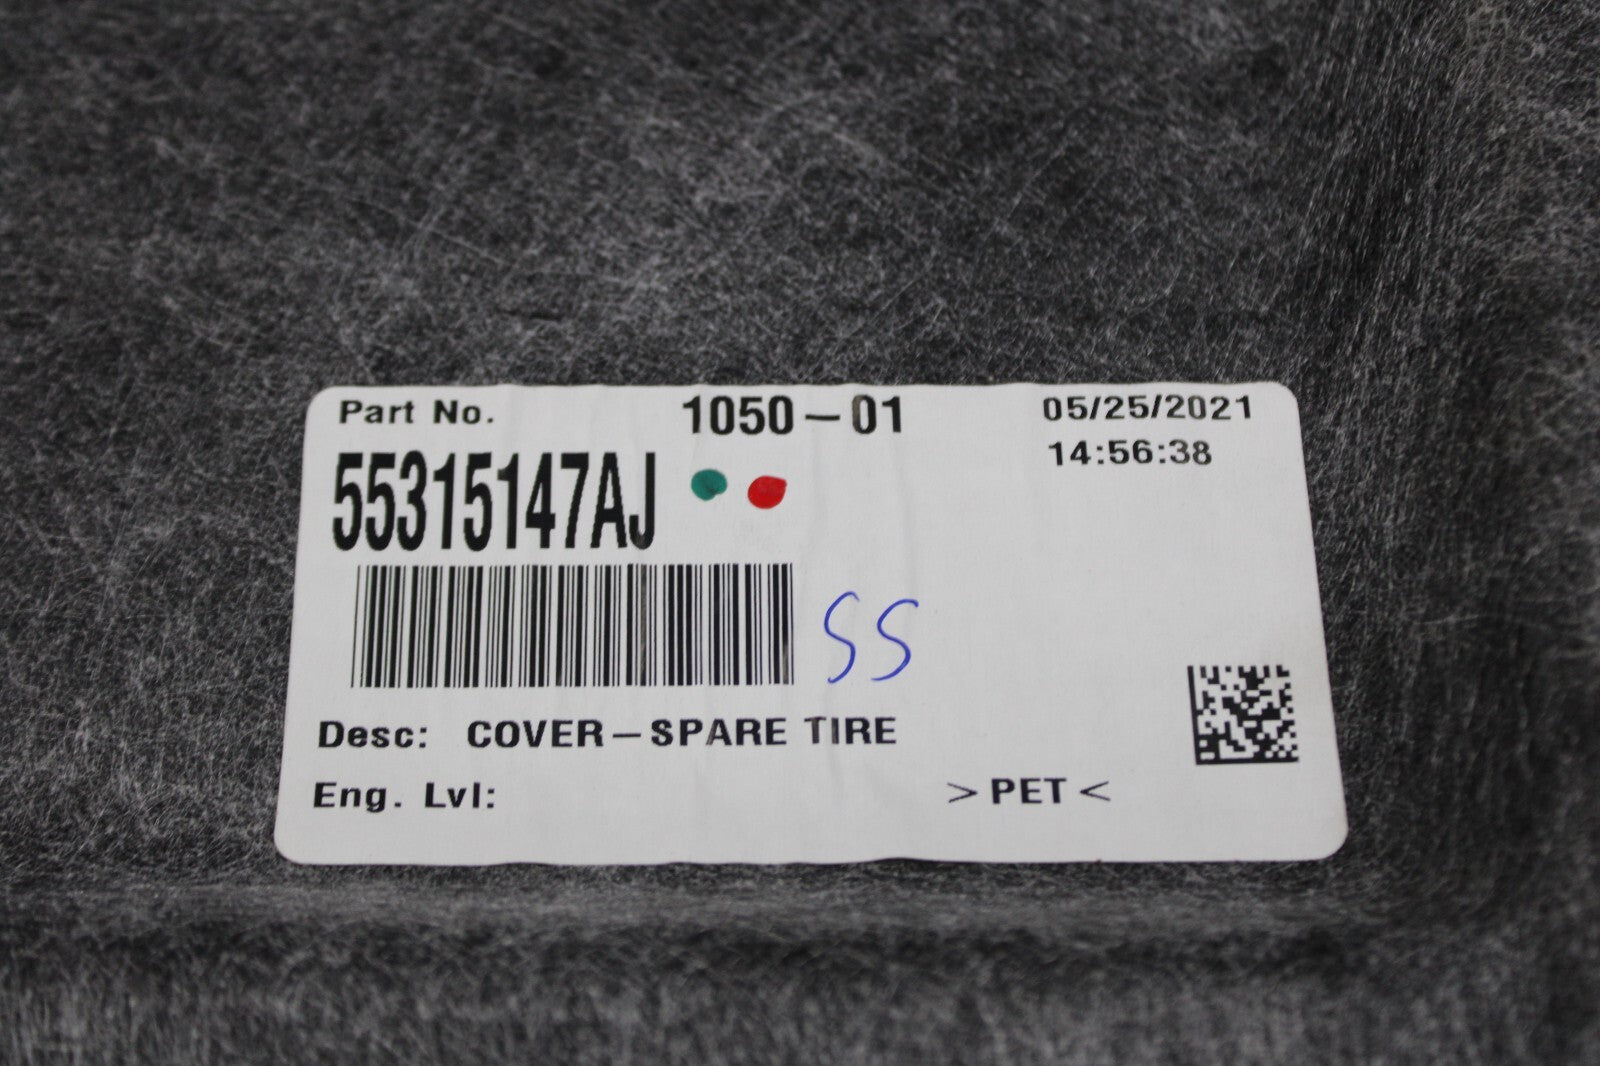 Part No. 1050-01 05/25/2021
14:56:38
55315147AJ
SS
Desc: COVER-SPARE TIRE
Eng. Lvl: >PET<